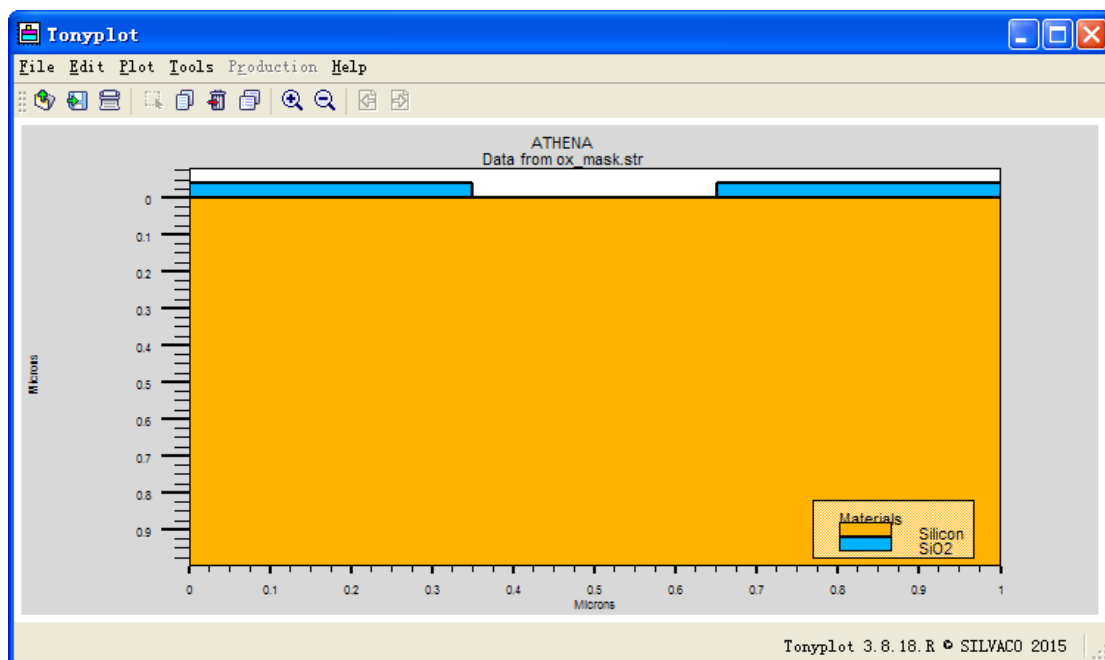 Tonyplot
File Edit Plot Tools Production Help
ATHENA
Data from ox_mask.str
0
0.1
0.2
0.3
0.4
0.5
0.6
0.7
0.8
0.9
Microns
Materials
Silicon
SiO2
0 0.1 0.2 0.3 0.4 0.5 0.6 0.7 0.8 0.9 1
Microns
Tonyplot 3.8.18.R © SILVACO 2015